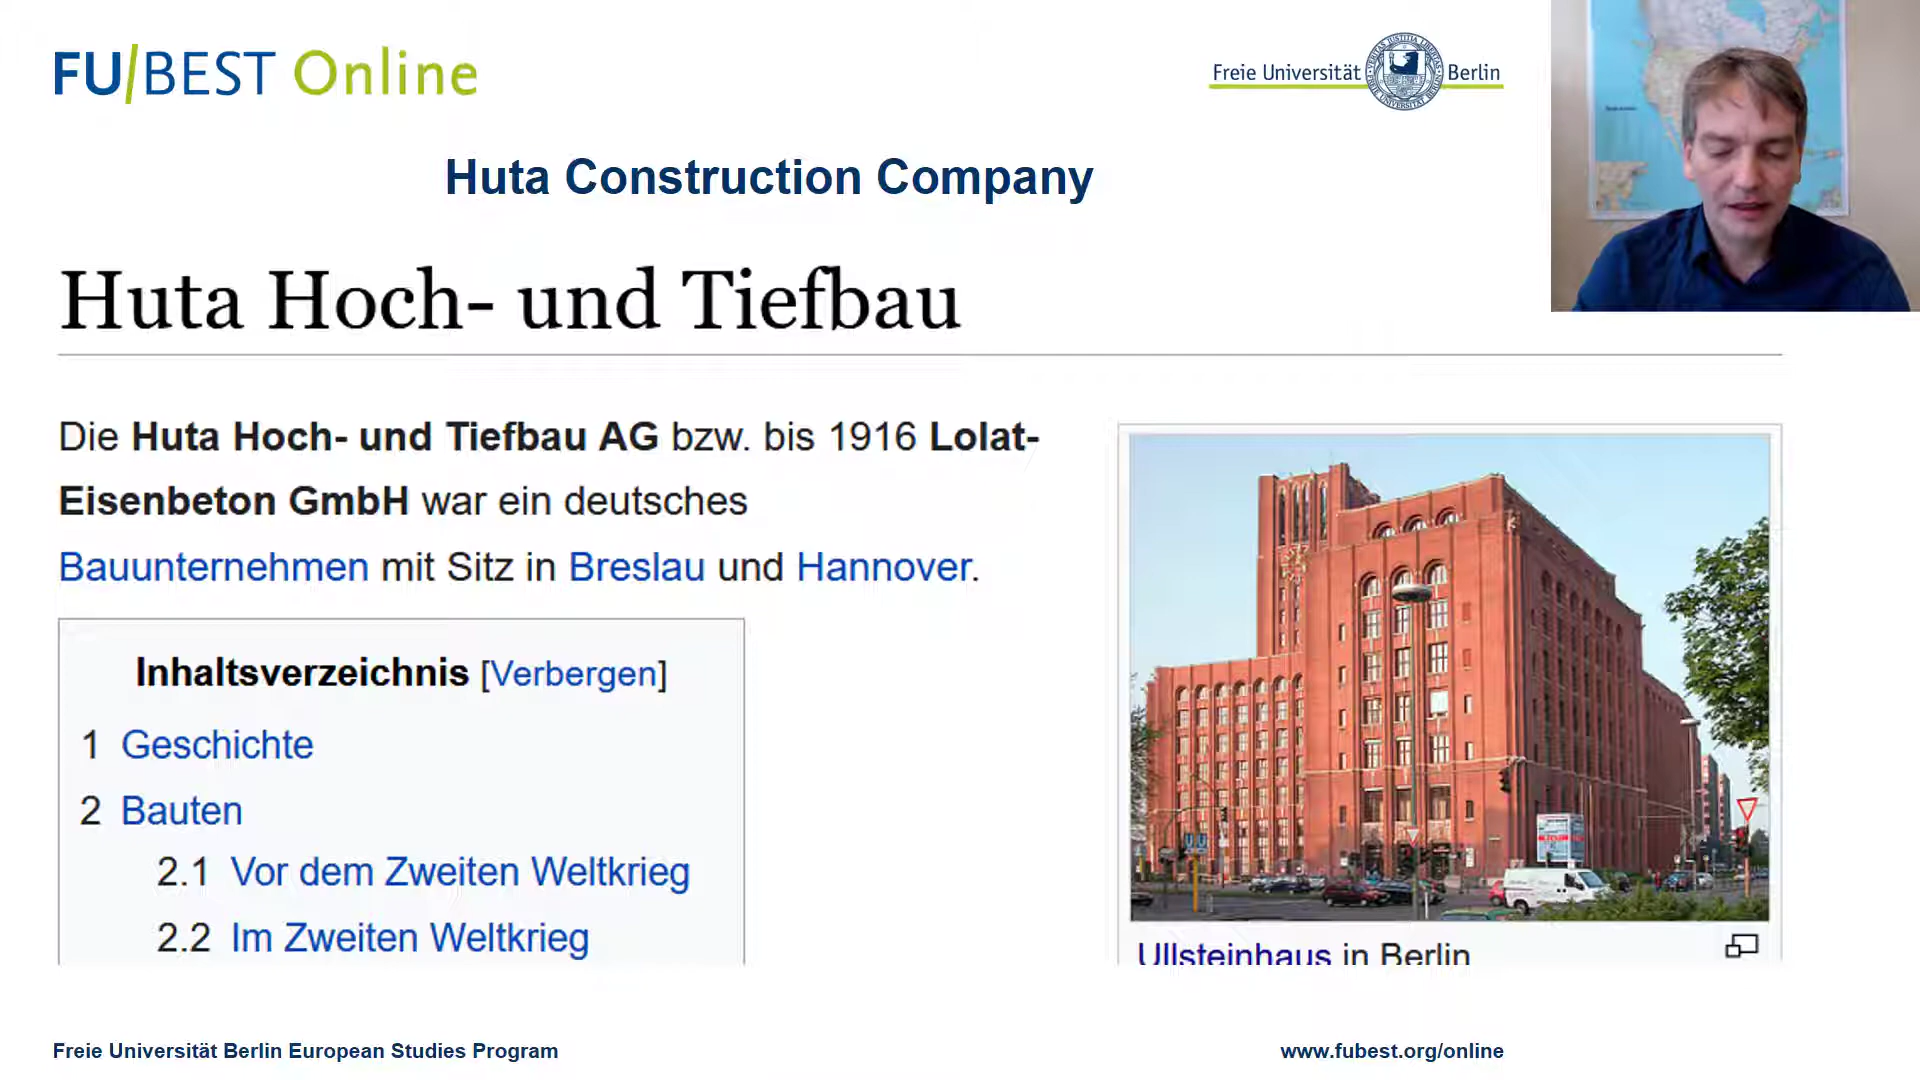 FU/BEST Online
Freie Universität Berlin
Huta Construction Company
Huta Hoch- und Tiefbau
Die Huta Hoch- und Tiefbau AG bzw. bis 1916 Lolat-
Eisenbeton GmbH war ein deutsches
Bauunternehmen mit Sitz in Breslau und Hannover.
Inhaltsverzeichnis [Verbergen]
1 Geschichte
2 Bauten
2.1 Vor dem Zweiten Weltkrieg
2.2 Im Zweiten Weltkrieg
Ullsteinhaus in Berlin
Freie Universität Berlin European Studies Program
www.fubest.org/online